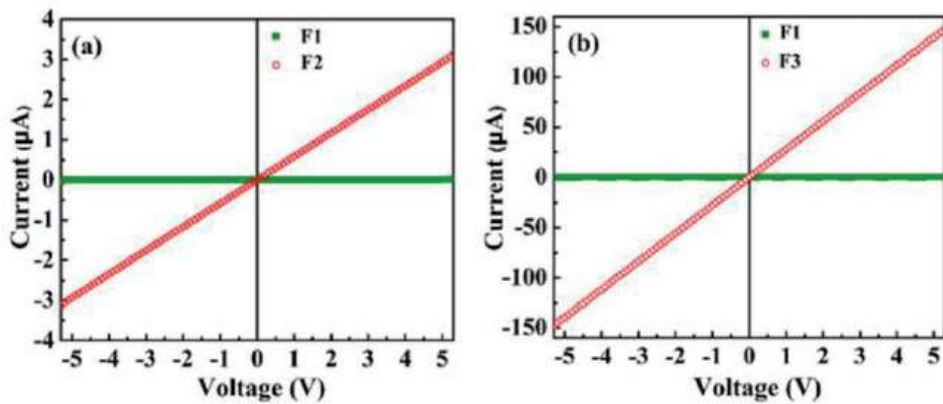 (a)
F1
F2
Current (µA)
4
3
2
1
0
-1
-2
-3
-4
-5 -4 -3 -2 -1 0 1 2 3 4 5
Voltage (V)
(b)
F1
F3
Current (µA)
150
100
50
0
-50
-100
-150
-5 -4 -3 -2 -1 0 1 2 3 4 5
Voltage (V)